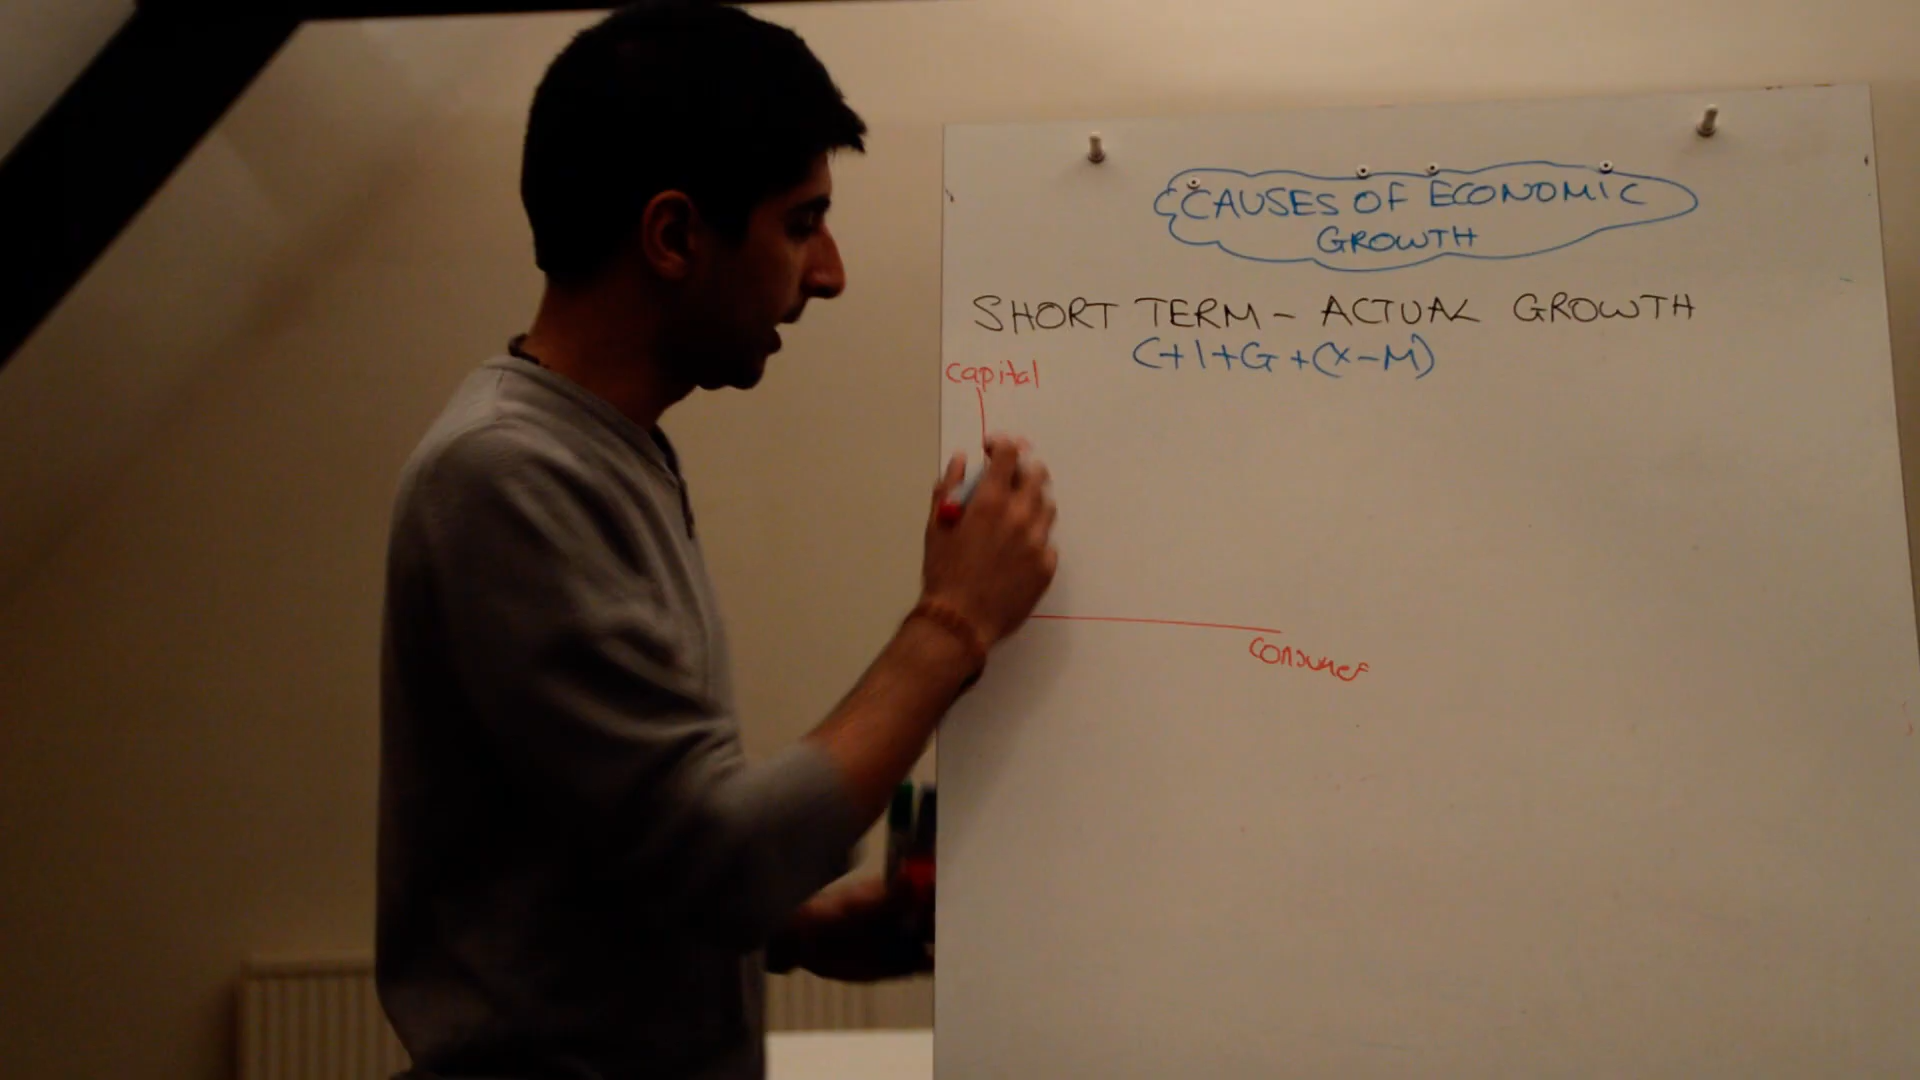 CAUSES OF ECONOMIC
GROWTH
SHORT TERM - ACTUAL GROWTH
C+I+G+(X-M)
Capital
Consumer